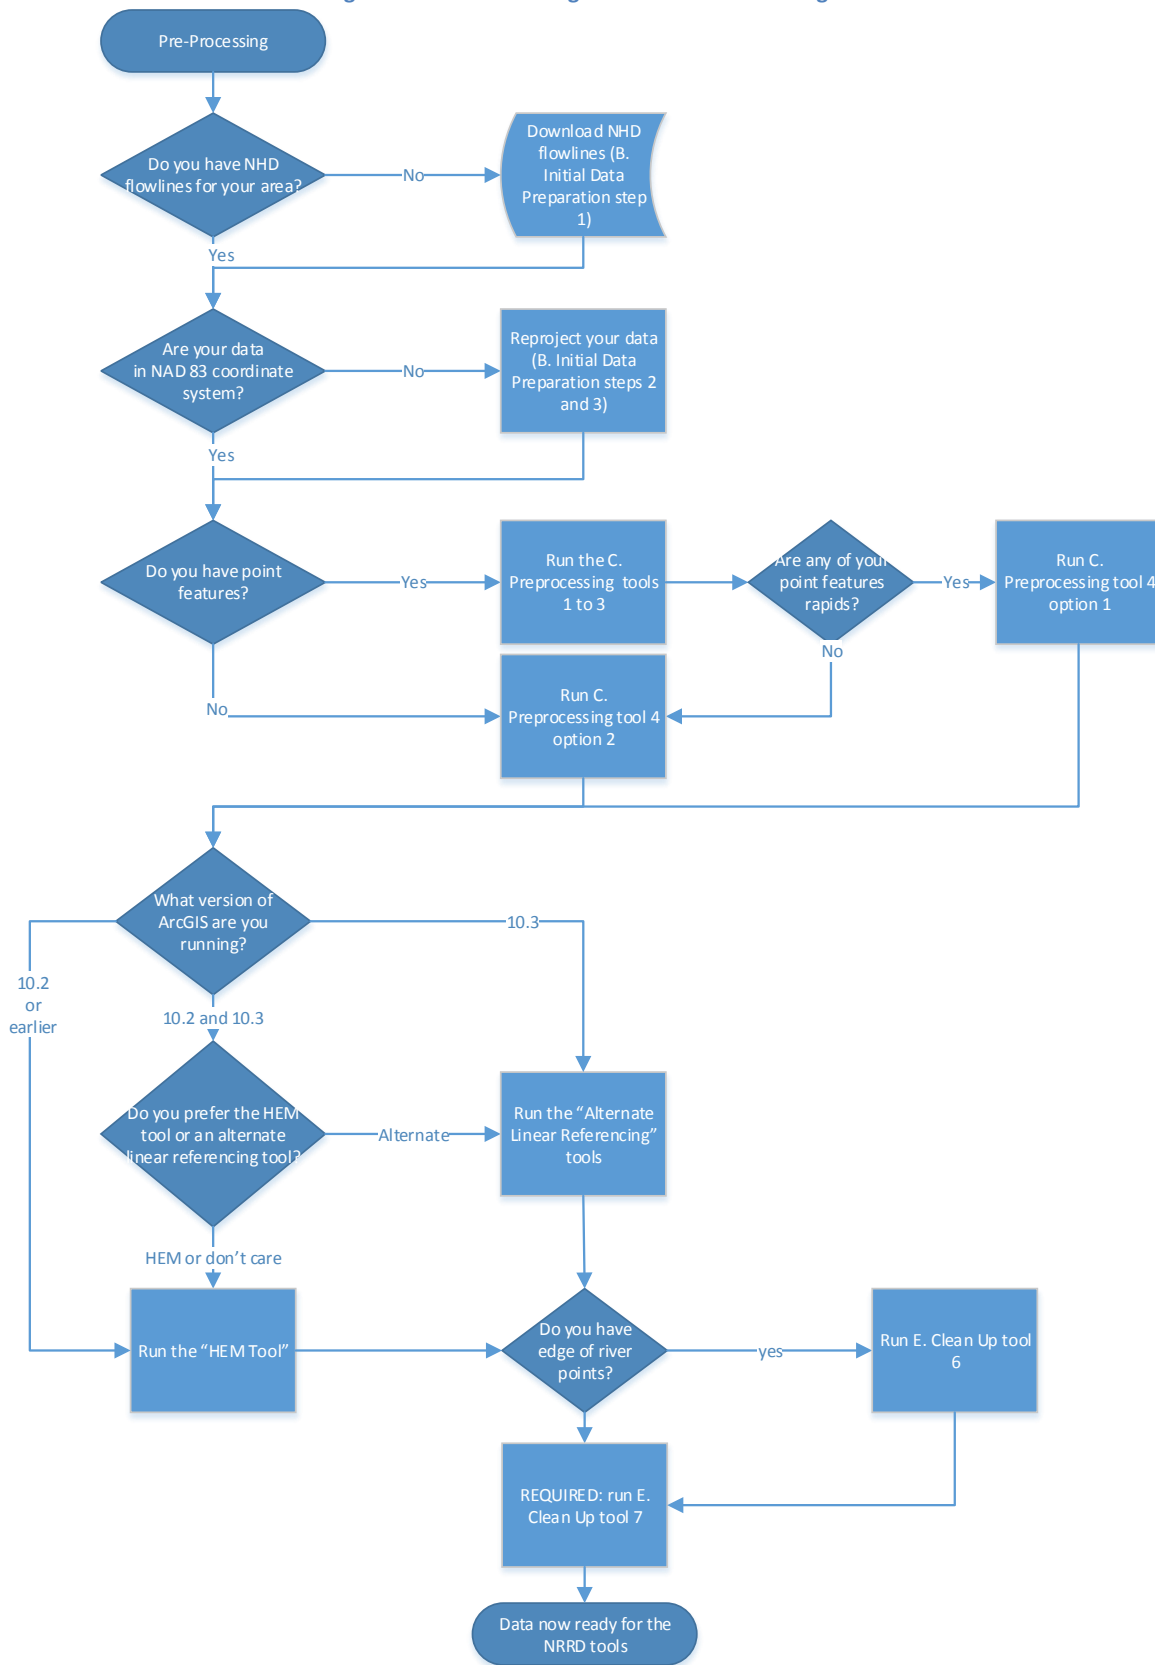 Pre-Processing
Do you have NHD
flowlines for your area?
No
Download NHD
flowlines (B.
Initial Data
Preparation step
1)
Yes
Are your data
in NAD 83 coordinate
system?
No
Reproject your data
(B. Initial Data
Preparation steps 2
and 3)
Yes
Do you have point
features?
Yes
Run the C.
Preprocessing tools
1 to 3
Are any of your
point features
rapids?
Yes
Run C.
Preprocessing tool 4
option 1
No
No
Run C.
Preprocessing tool 4
option 2
What version of
ArcGIS are you
running?
10.3
10.2
or
earlier
10.2 and 10.3
Do you prefer the HEM
tool or an alternate
linear referencing tool?
Alternate
Run the “Alternate
Linear Referencing”
tools
HEM or don’t care
Run the “HEM Tool”
Do you have
edge of river
points?
yes
Run E. Clean Up tool
6
REQUIRED: run E.
Clean Up tool 7
Data now ready for the
NRRD tools